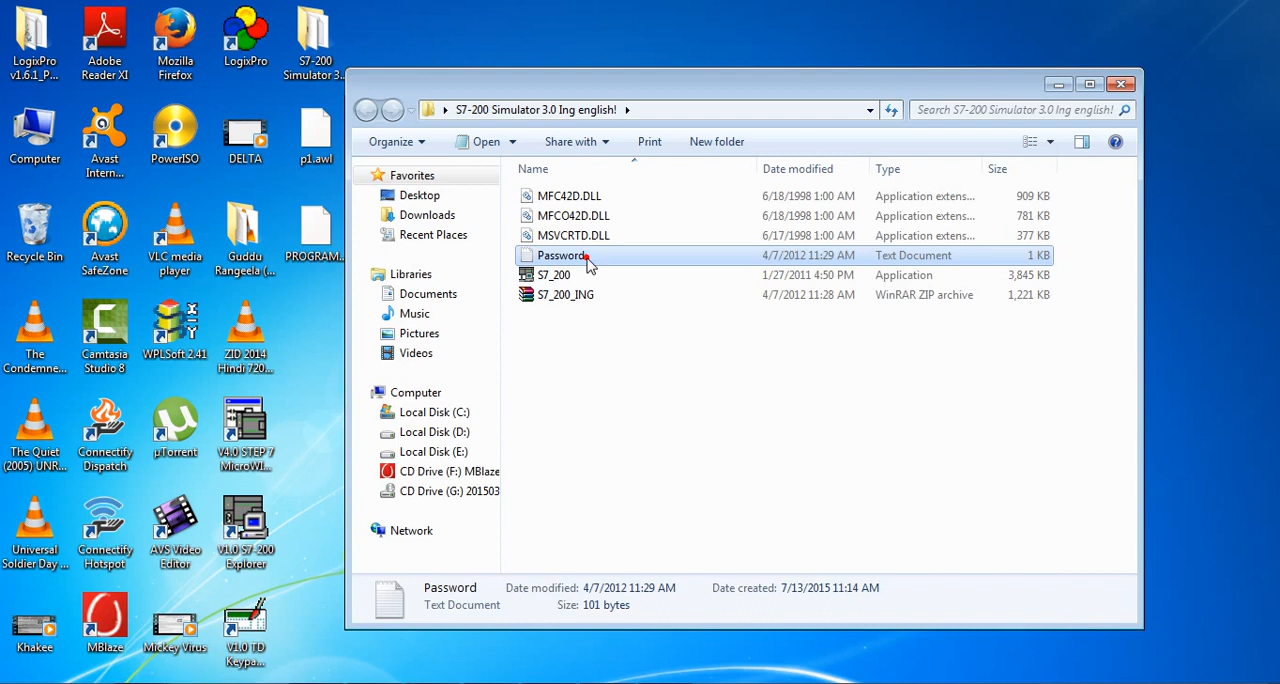 LogixPro
v1.6.1_P...
Adobe
Reader XI
Mozilla
Firefox
LogixPro
S7-200
Simulator 3...
Computer
Avast
Intern...
PowerISO
DELTA
p1.awl
Recycle Bin
Avast
SafeZone
VLC media
player
Guddu
Rangeela (...
PROGRAM...
The
Condemne...
Camtasia
Studio 8
WPLSoft 2.41
ZID 2014
Hindi 720...
The Quiet
(2005) UNR...
Connectify
Dispatch
µTorrent
V4.0 STEP 7
MicroWI...
Universal
Soldier Day ...
Connectify
Hotspot
AVS Video
Editor
V1.0 S7-200
Explorer
Khakee
MBlaze
Mickey Virus
V1.0 TD
Keypa...
S7-200 Simulator 3.0 Ing english!
Search S7-200 Simulator 3.0 Ing english!
Organize Open Share with Print New folder
Favorites
Desktop
Downloads
Recent Places
Libraries
Documents
Music
Pictures
Videos
Computer
Local Disk (C:)
Local Disk (D:)
Local Disk (E:)
CD Drive (F:) MBlaze
CD Drive (G:) 201503
Network
Name Date modified Type Size
MFC42D.DLL 6/18/1998 1:00 AM Application extens... 909 KB
MFCO42D.DLL 6/18/1998 1:00 AM Application extens... 781 KB
MSVCRTD.DLL 6/17/1998 1:00 AM Application extens... 377 KB
Password 4/7/2012 11:29 AM Text Document 1 KB
S7_200 1/27/2011 4:50 PM Application 3,845 KB
S7_200_ING 4/7/2012 11:28 AM WinRAR ZIP archive 1,221 KB
Password Date modified: 4/7/2012 11:29 AM Date created: 7/13/2015 11:14 AM
Text Document Size: 101 bytes